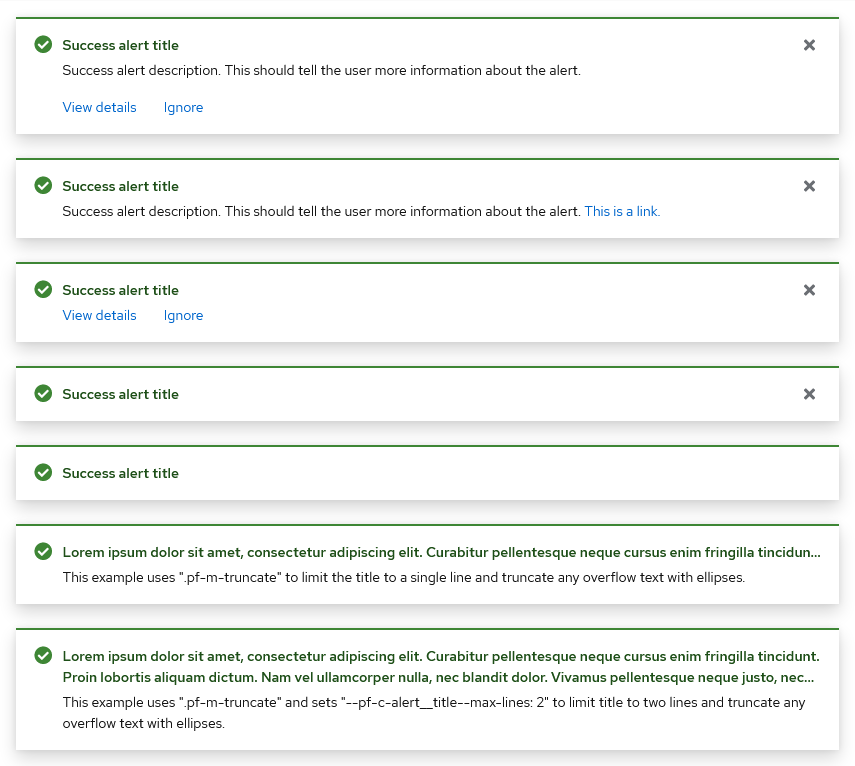 Success alert title
Success alert description. This should tell the user more information about the alert.
View details Ignore
Success alert title
Success alert description. This should tell the user more information about the alert. This is a link.
Success alert title
View details Ignore
Success alert title
Success alert title
Lorem ipsum dolor sit amet, consectetur adipiscing elit. Curabitur pellentesque neque cursus enim fringilla tincidun...
This example uses ".pf-m-truncate" to limit the title to a single line and truncate any overflow text with ellipses.
Lorem ipsum dolor sit amet, consectetur adipiscing elit. Curabitur pellentesque neque cursus enim fringilla tincidunt.
Proin lobortis aliquam dictum. Nam vel ullamcorper nulla, nec blandit dolor. Vivamus pellentesque neque justo, nec...
This example uses ".pf-m-truncate" and sets "--pf-c-alert__title--max-lines: 2" to limit title to two lines and truncate any
overflow text with ellipses.